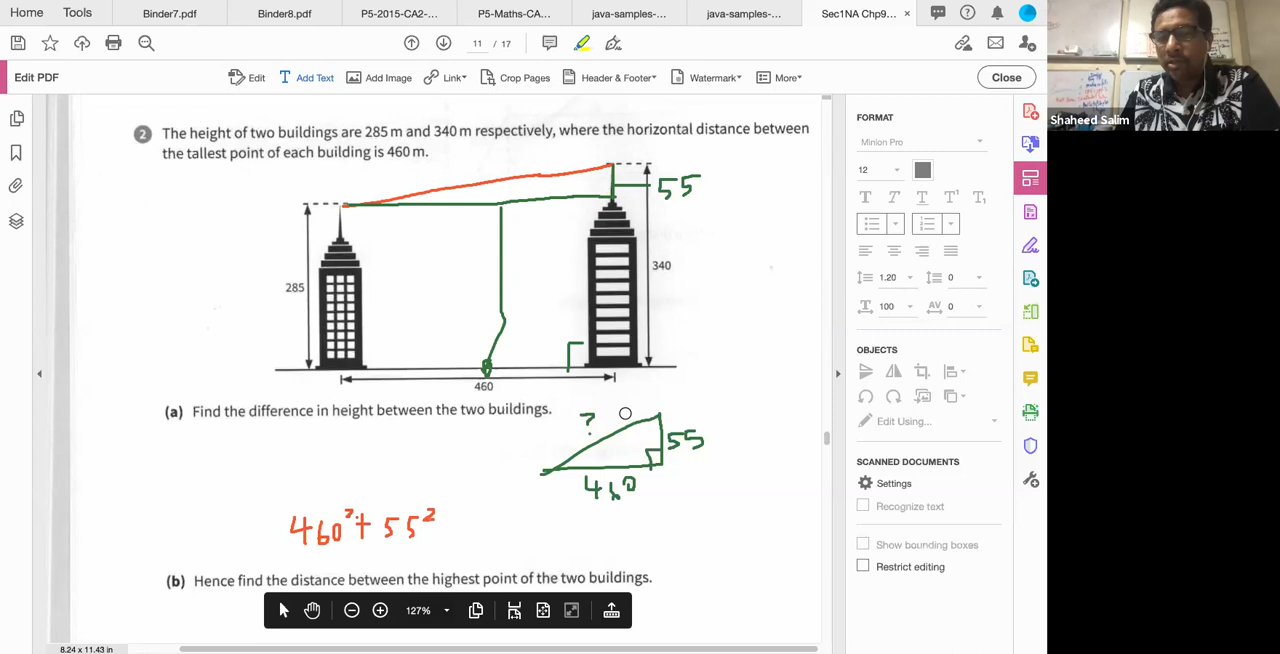 Home Tools Binder7.pdf Binder8.pdf P5-2015-CA2-... P5-Maths-CA... java-samples-... java-samples-... Sec1NA Chp9... ×
11 / 17
Edit PDF Edit Add Text Add Image Link Crop Pages Header & Footer Watermark More Close
Shaheed Salim
2 The height of two buildings are 285 m and 340 m respectively, where the horizontal distance between
the tallest point of each building is 460 m.
55
285
340
460
(a) Find the difference in height between the two buildings.
?
55
460
460² + 55²
(b) Hence find the distance between the highest point of the two buildings.
127%
8.24 x 11.43 in
FORMAT
Minion Pro
12
T T T T¹ T₁
1.20 0
T 100 AV 0
OBJECTS
Edit Using...
SCANNED DOCUMENTS
Settings
Recognize text
Show bounding boxes
Restrict editing